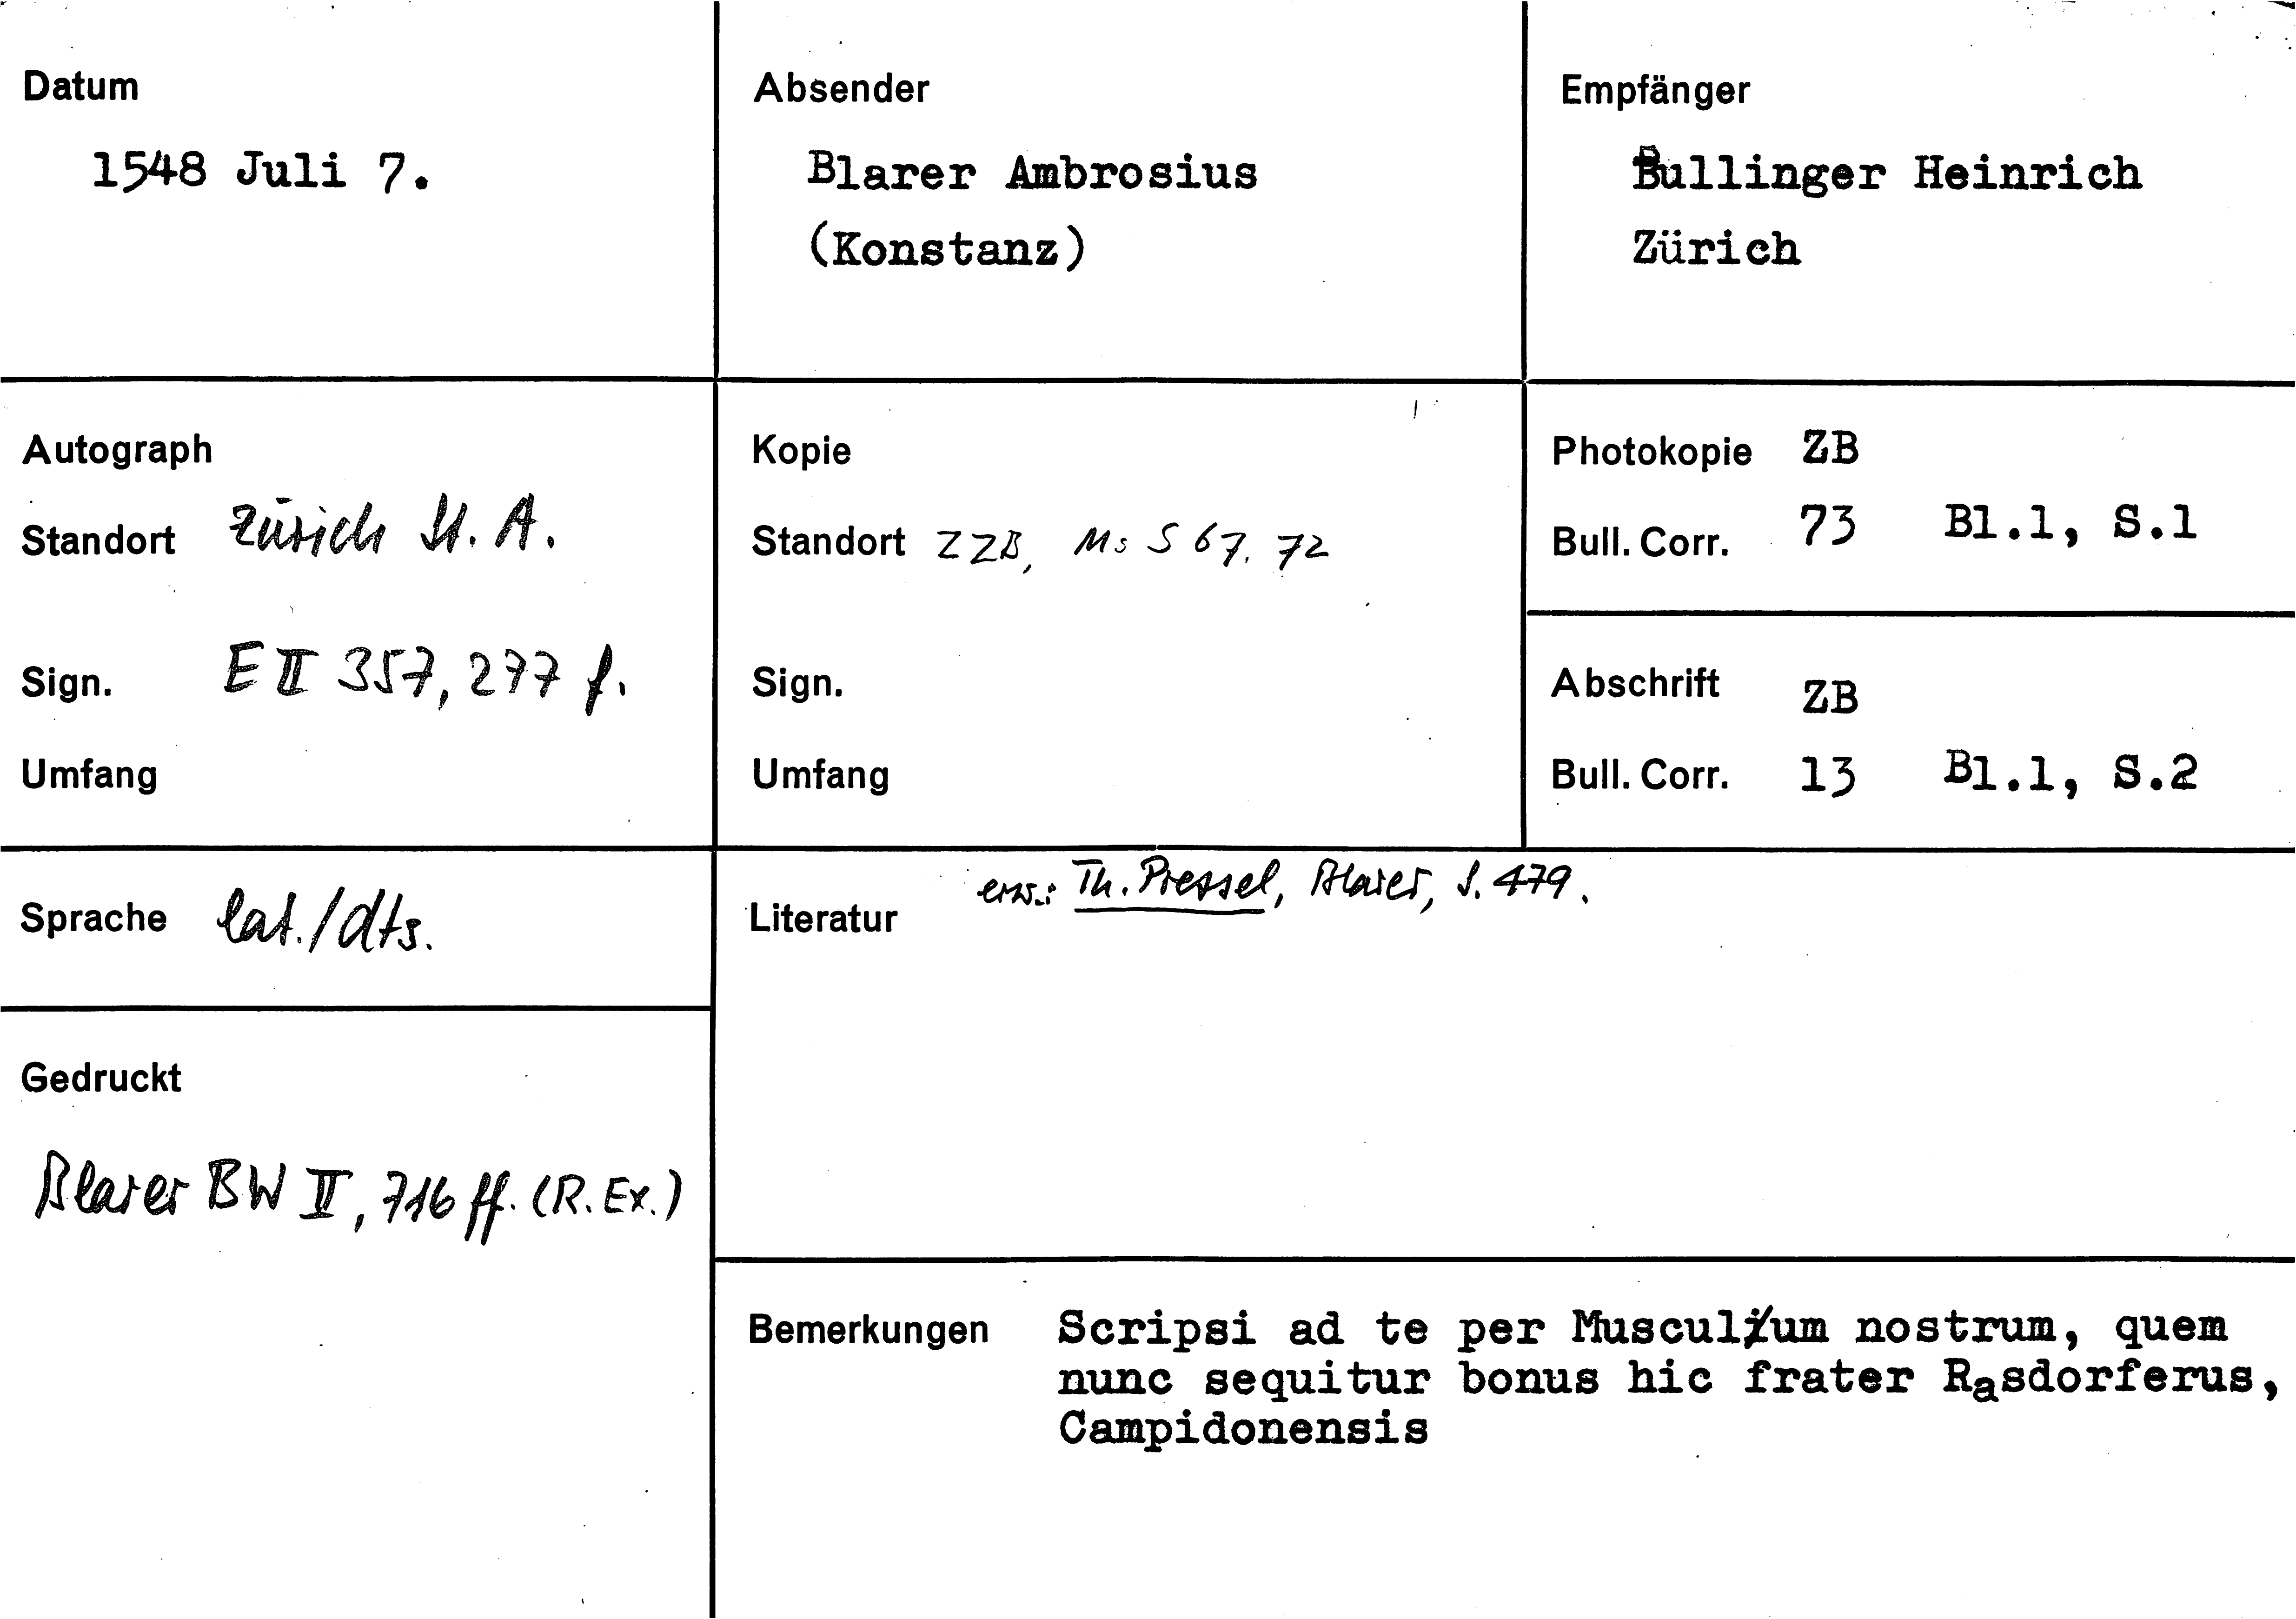 Datum
1548 Juli 7.
Absender
Blarer Ambrosius
(Konstanz)
Empfänger
Bullinger Heinrich
Zürich
Autograph
Standort Zürich St. A.
Sign. E II 357, 277 f.
Umfang
Kopie
Standort ZZB, Ms S 67. 72
Sign.
Umfang
Photokopie ZB
Bull. Corr. 73 Bl.1, S.1
Abschrift ZB
Bull. Corr. 13 Bl.1, S.2
Sprache lat./dts.
Literatur erw.: Th. Pressel, Blarer, S. 479.
Gedruckt
Blarer BW II, 716 ff. (R. Ex.)
Bemerkungen Scripsi ad te per Musculum nostrum, quem
nunc sequitur bonus hic frater Rasdorferus,
Campidonensis